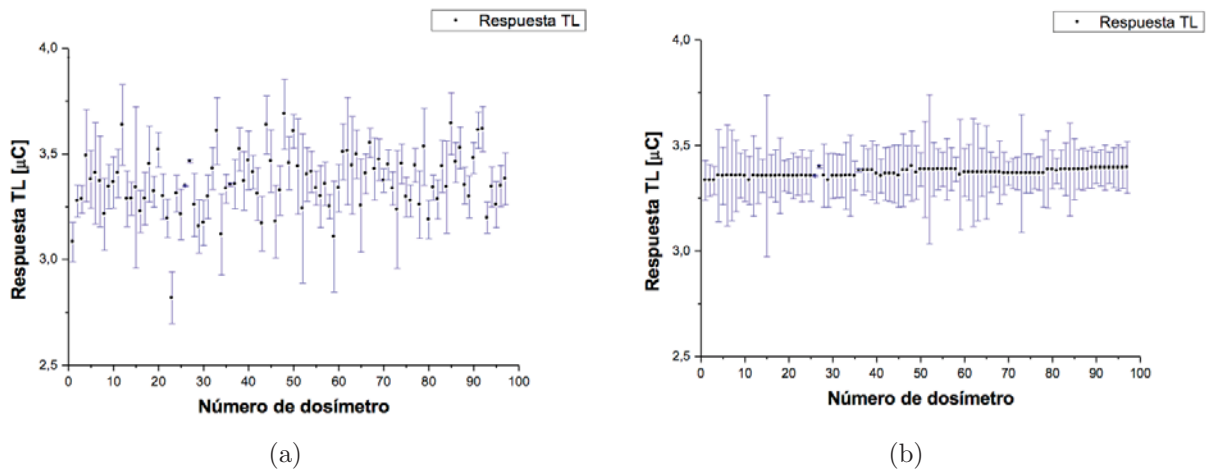 Respuesta TL
4,0
3,5
3,0
2,5
Respuesta TL [µC]
0 10 20 30 40 50 60 70 80 90 100
Número de dosímetro
(a)
Respuesta TL
4,0
3,5
3,0
2,5
Respuesta TL [µC]
0 10 20 30 40 50 60 70 80 90 100
Número de dosímetro
(b)